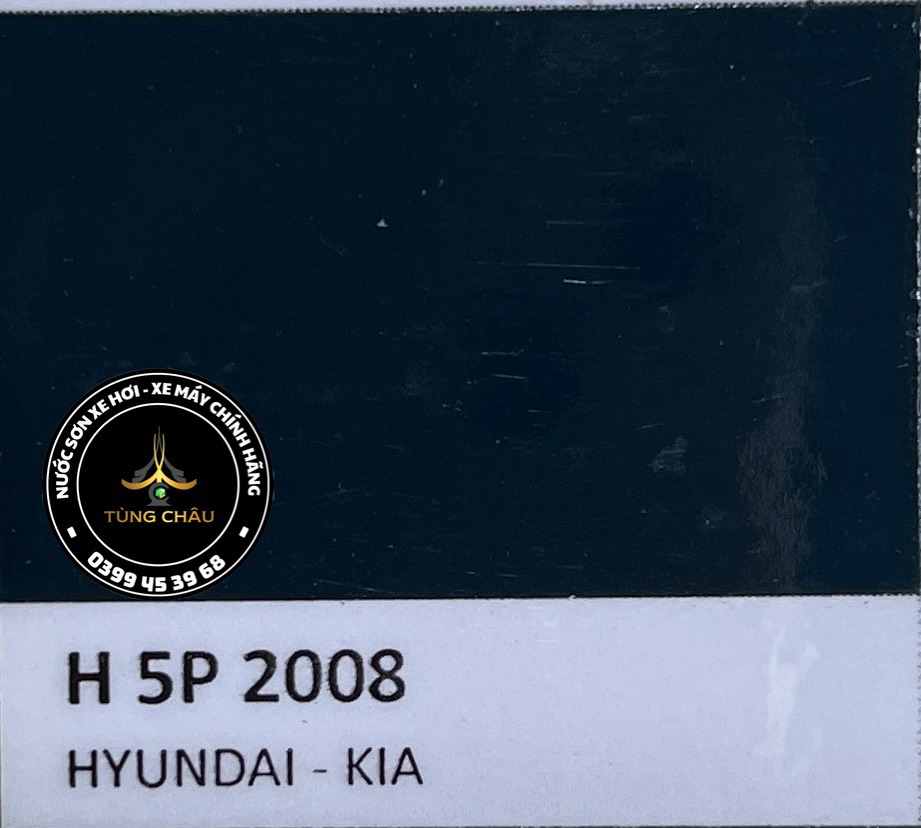 NƯỚC SƠN XE HƠI - XE MÁY CHÍNH HÃNG
TÙNG CHÂU
0399 45 39 68
H 5P 2008
HYUNDAI - KIA